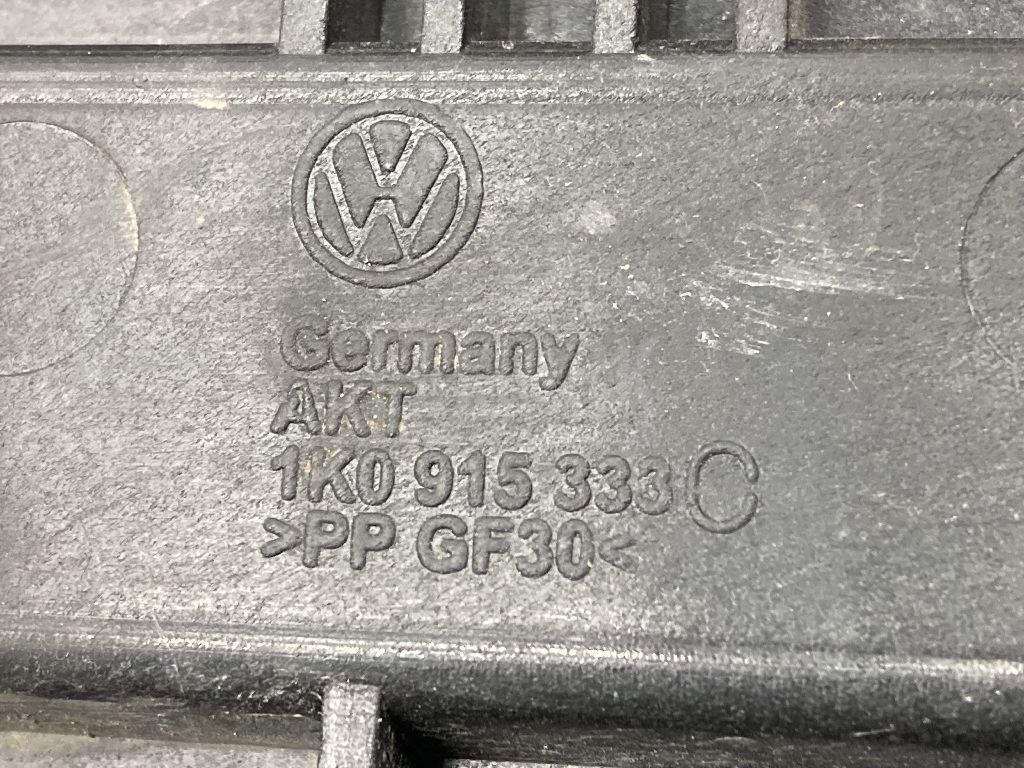 Germany
AKT
1K0 915 333 C
>PP GF30<